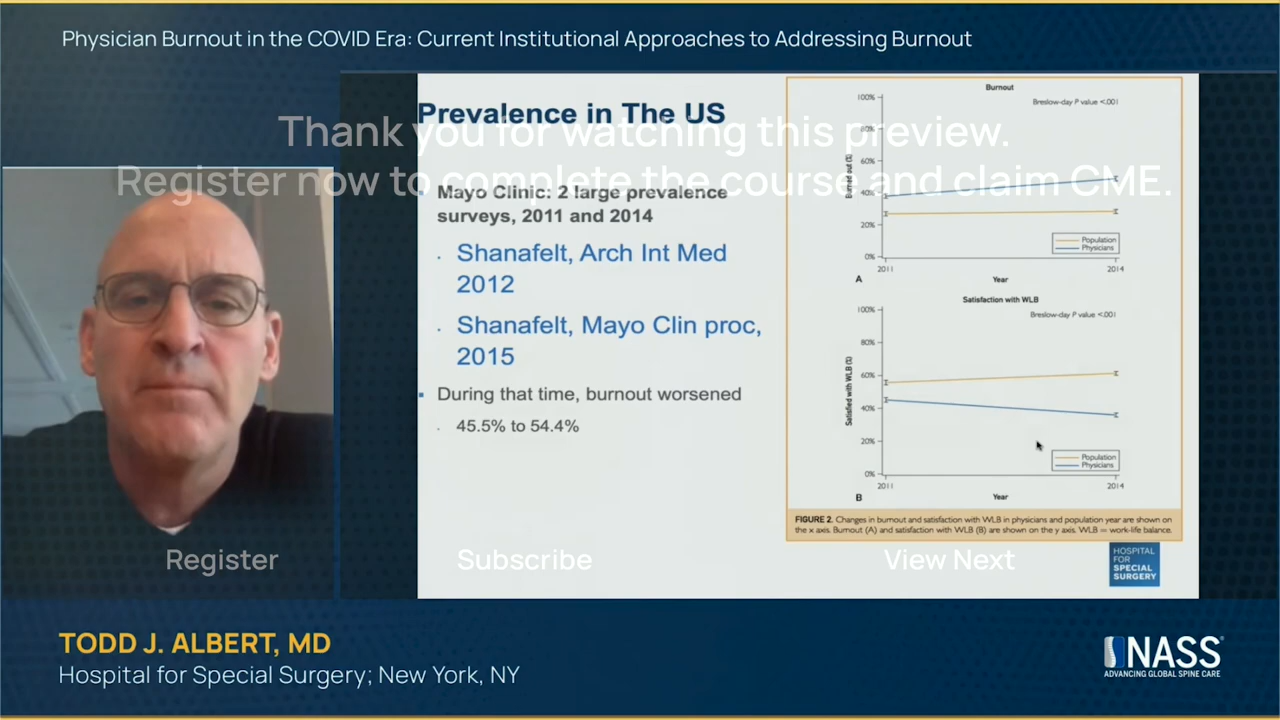 Physician Burnout in the COVID Era: Current Institutional Approaches to Addressing Burnout
Prevalence in The US
Thank you for watching this preview.
Register now to complete the course and claim CME.
Mayo Clinic: 2 large prevalence
surveys, 2011 and 2014
Shanafelt, Arch Int Med
2012
Shanafelt, Mayo Clin proc,
2015
During that time, burnout worsened
45.5% to 54.4%
Burnout
Breslow-day P value <.001
Burned out (%)
100%
80%
60%
40%
20%
0%
Population
Physicians
2011
2014
A
Year
Satisfaction with WLB
Breslow-day P value <.001
Satisfied with WLB (%)
100%
80%
60%
40%
20%
0%
Population
Physicians
2011
2014
B
Year
FIGURE 2. Changes in burnout and satisfaction with WLB in physicians and population year are shown on
the x axis. Burnout (A) and satisfaction with WLB (B) are shown on the y axis. WLB = work-life balance.
Register
Subscribe
View Next
HOSPITAL
FOR
SPECIAL
SURGERY
TODD J. ALBERT, MD
Hospital for Special Surgery; New York, NY
NASS
ADVANCING GLOBAL SPINE CARE